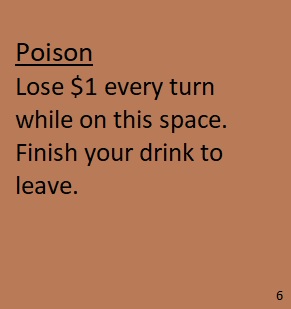 Poison
Lose $1 every turn
while on this space.
Finish your drink to
leave.
6